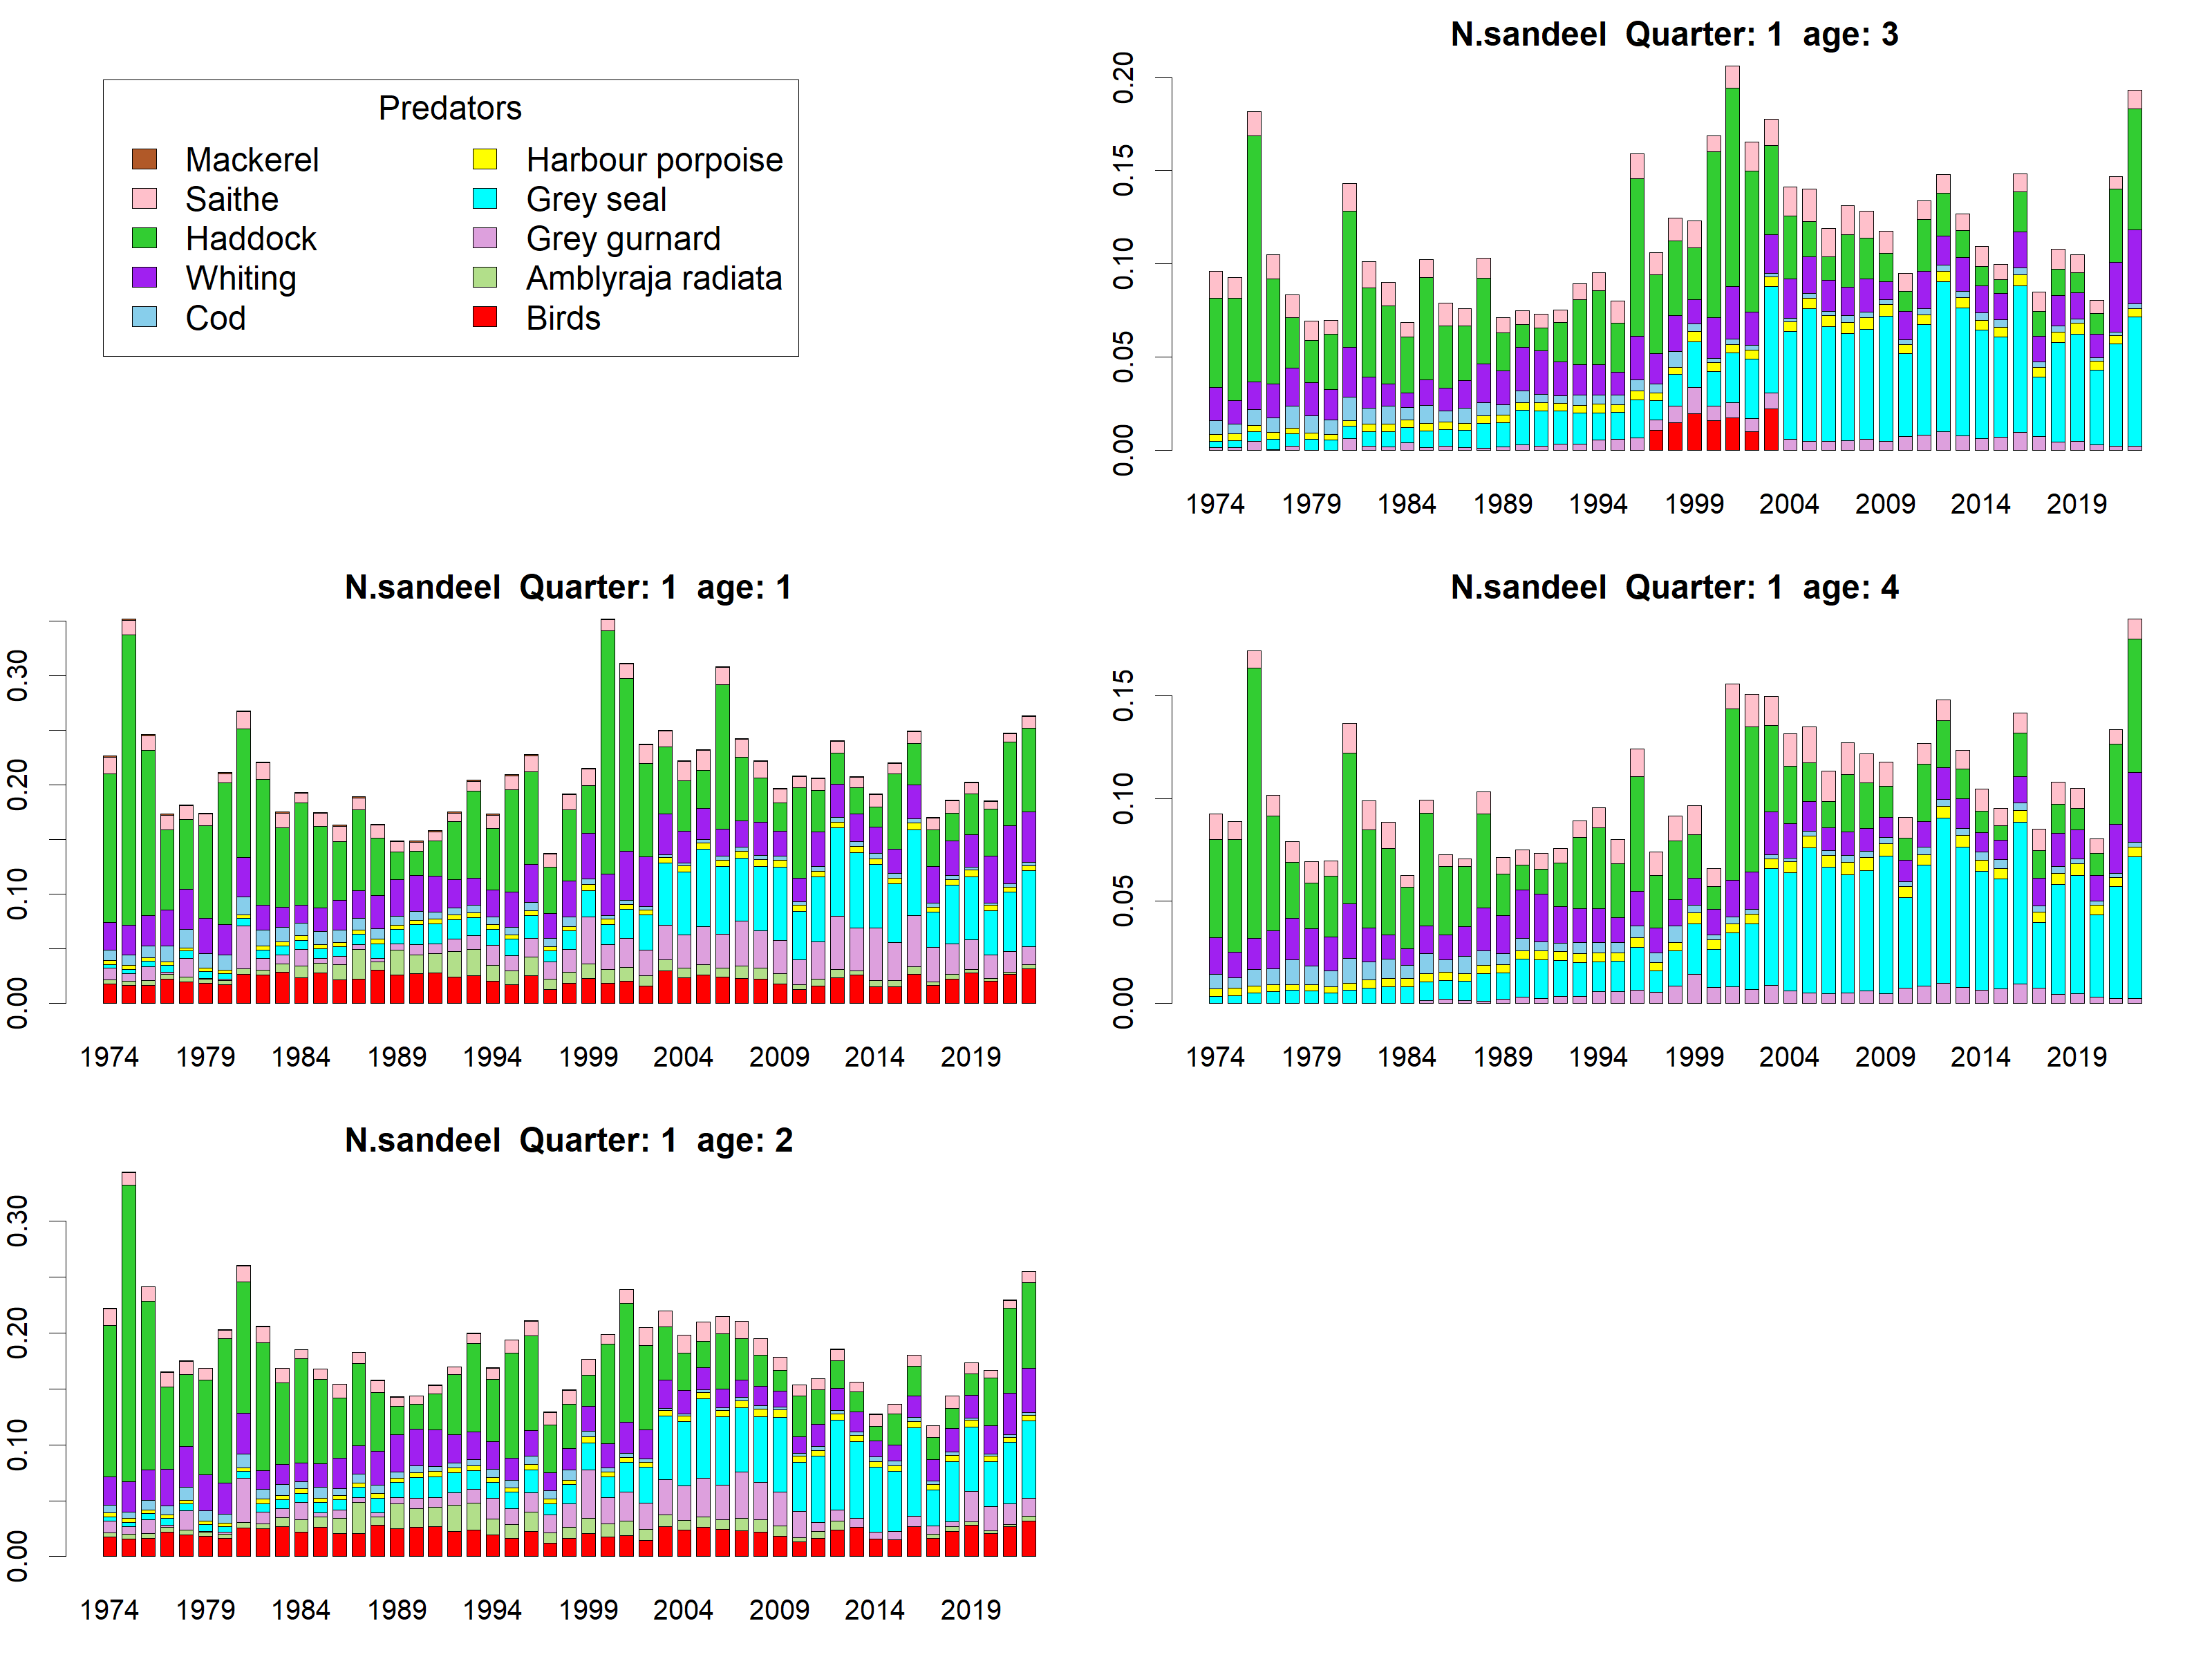 Predators
Mackerel
Saithe
Haddock
Whiting
Cod
Harbour porpoise
Grey seal
Grey gurnard
Amblyraja radiata
Birds
N.sandeel Quarter: 1 age: 3
0.20
0.15
0.10
0.05
0.00
1974 1979 1984 1989 1994 1999 2004 2009 2014 2019
N.sandeel Quarter: 1 age: 1
0.30
0.20
0.10
0.00
1974 1979 1984 1989 1994 1999 2004 2009 2014 2019
N.sandeel Quarter: 1 age: 4
0.15
0.10
0.05
0.00
1974 1979 1984 1989 1994 1999 2004 2009 2014 2019
N.sandeel Quarter: 1 age: 2
0.30
0.20
0.10
0.00
1974 1979 1984 1989 1994 1999 2004 2009 2014 2019